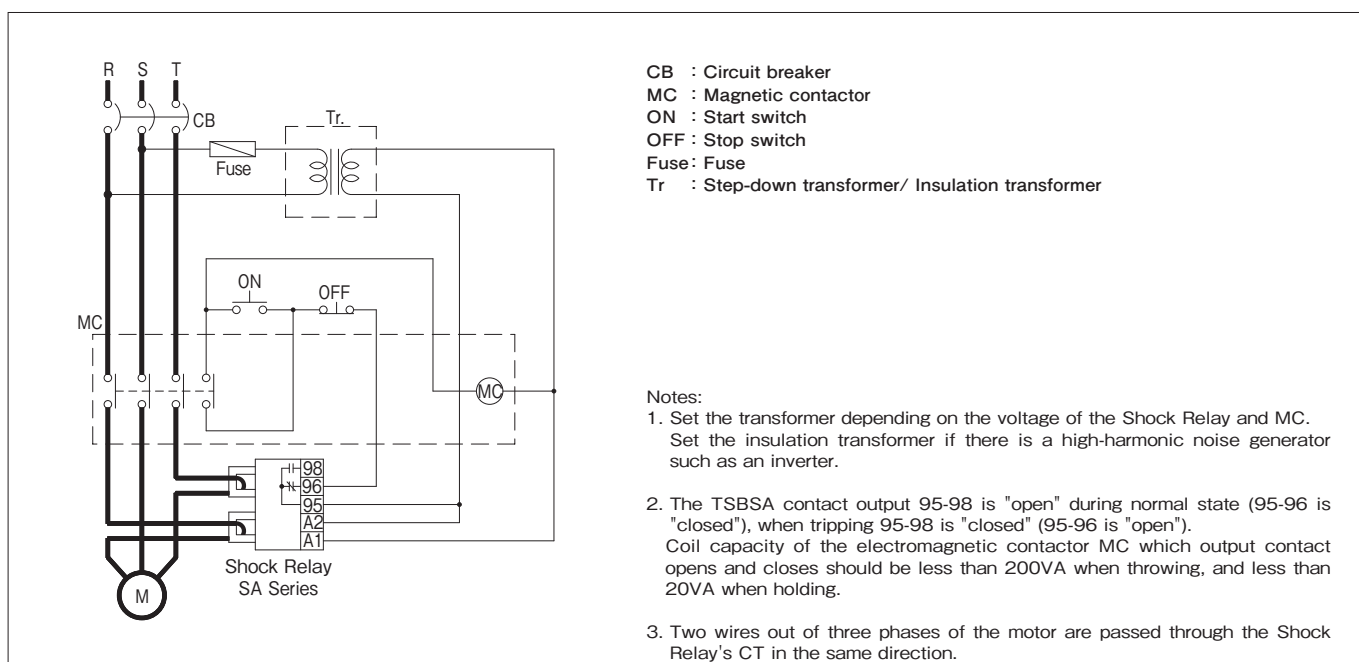 R S T
CB
Tr.
Fuse
ON
OFF
MC
MC
98
96
95
A2
A1
Shock Relay
SA Series
M
CB : Circuit breaker
MC : Magnetic contactor
ON : Start switch
OFF : Stop switch
Fuse : Fuse
Tr : Step-down transformer/ Insulation transformer
Notes:
1. Set the transformer depending on the voltage of the Shock Relay and MC.
Set the insulation transformer if there is a high-harmonic noise generator
such as an inverter.
2. The TSBSA contact output 95-98 is "open" during normal state (95-96 is
"closed"), when tripping 95-98 is "closed" (95-96 is "open").
Coil capacity of the electromagnetic contactor MC which output contact
opens and closes should be less than 200VA when throwing, and less than
20VA when holding.
3. Two wires out of three phases of the motor are passed through the Shock
Relay's CT in the same direction.